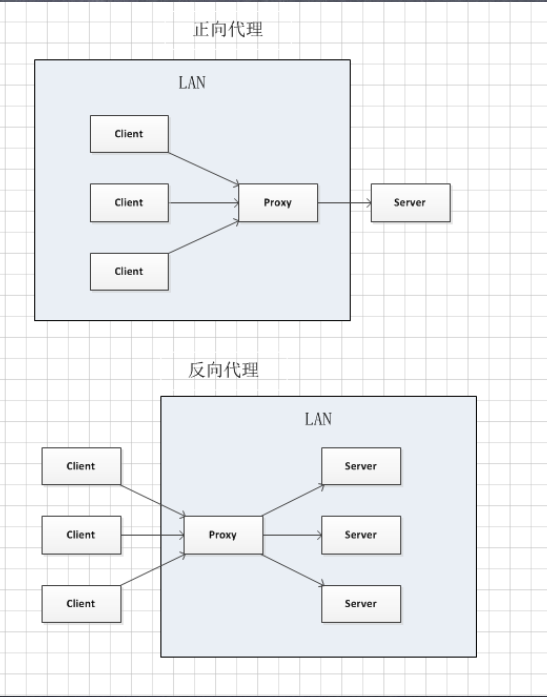 正向代理
LAN
Client
Client
Proxy
Server
Client
反向代理
LAN
Client
Server
Client
Proxy
Server
Client
Server